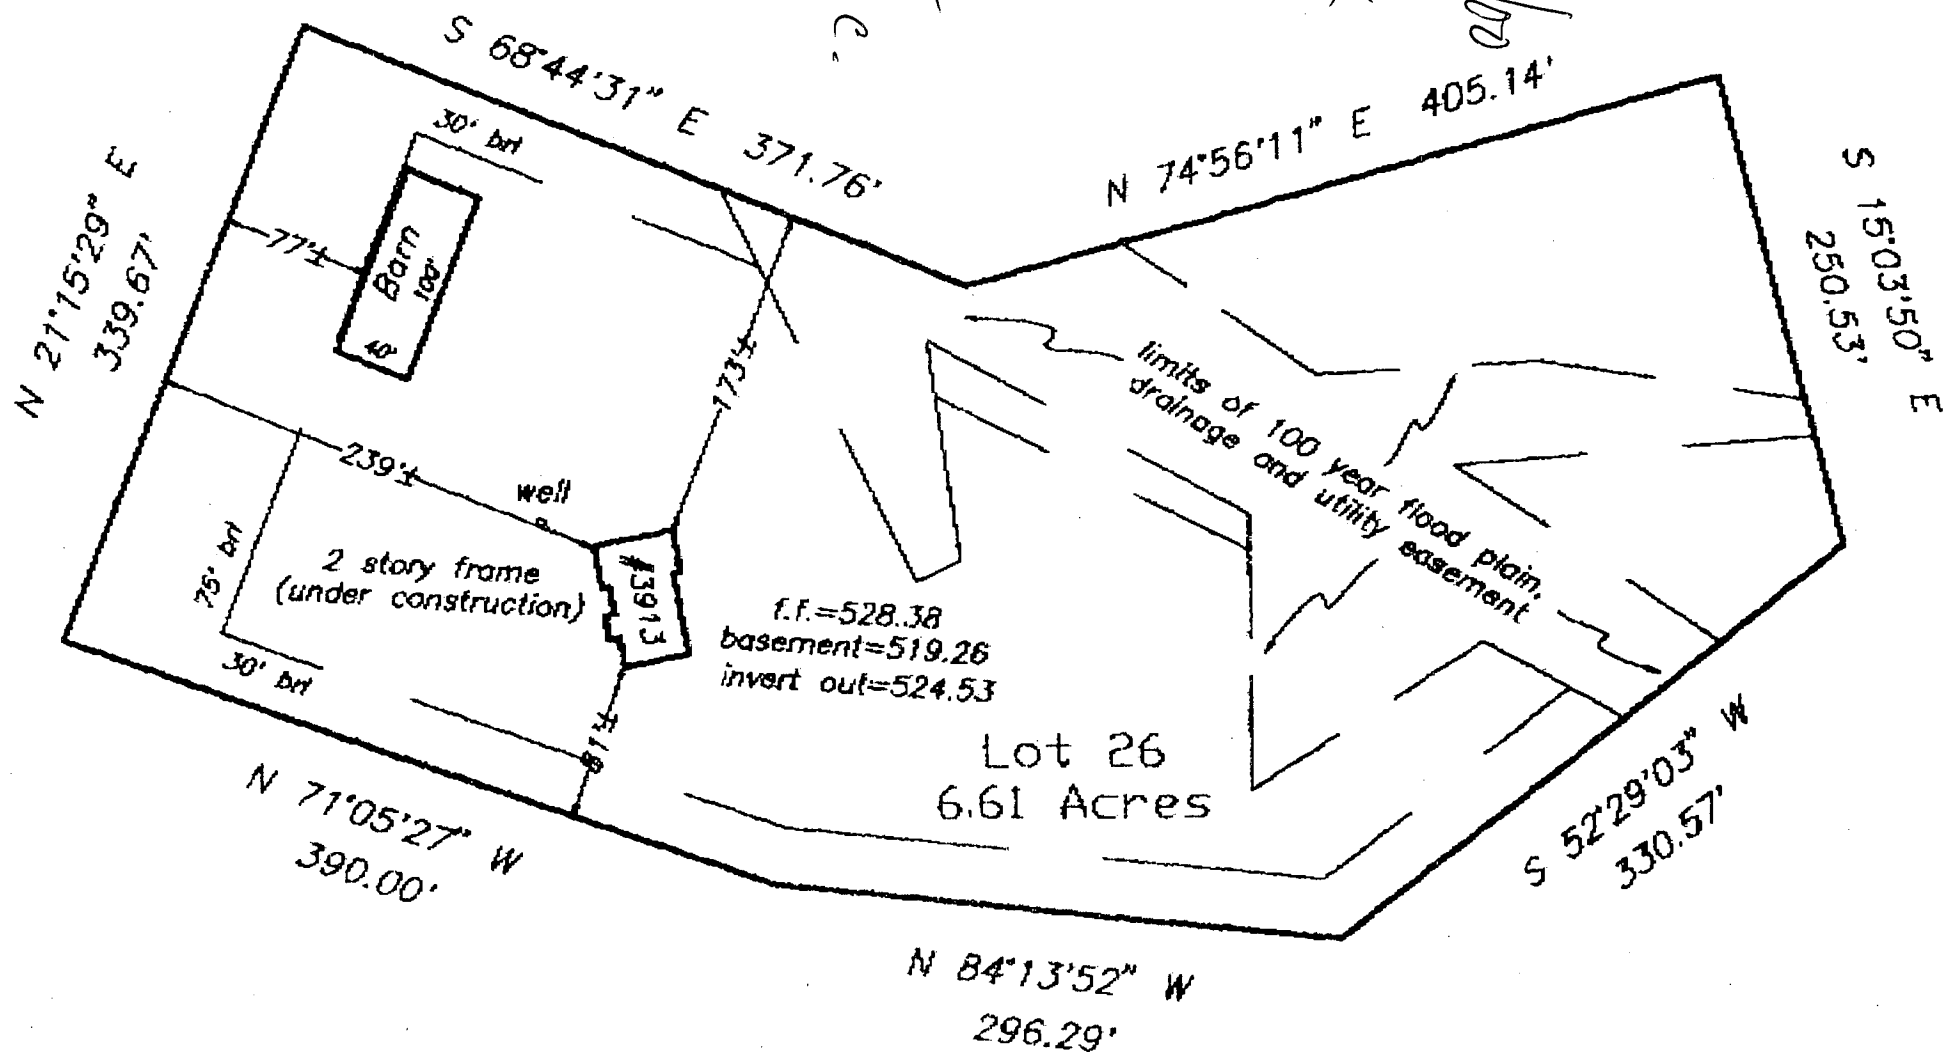 S 68°44'31" E 371.76'
N 74°56'11" E 405.14'
S 15°03'50" E
250.53'
N 21°15'29" E
339.67'
30' brl
77'±
Barn
100'
40'
173'±
limits of 100 year flood plain,
drainage and utility easement
239'±
well
75' brl
2 story frame
(under construction)
#3913
f.f.=528.38
basement=519.26
invert out=524.53
30' brl
81'±
Lot 26
6.61 Acres
N 71°05'27" W
390.00'
S 52°29'03" W
330.57'
N 84°13'52" W
296.29'